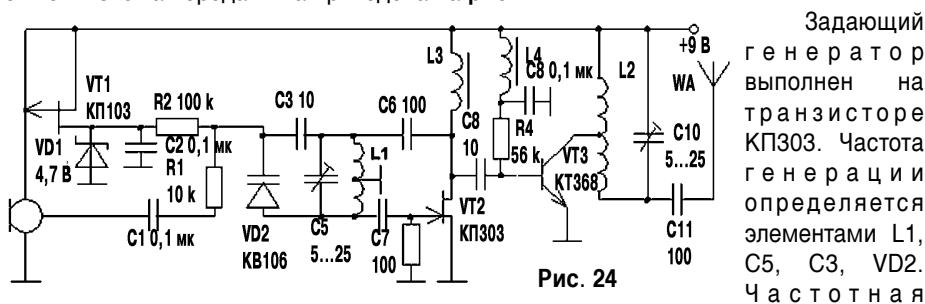 +9 В
L3
L4
L2
WA
VT1
КП103
R2 100 k
C3 10
C6 100
C8 0,1 мк
C8
10
R4
56 k
C10
5...25
VD1
4,7 В
C2 0,1 мк
R1
10 k
L1
VT3
КТ368
VT2
КП303
C1 0,1 мк
VD2
КВ106
C5
5...25
C7
100
C11
100
Рис. 24
Задающий
генератор
выполнен на
транзисторе
КП303. Частота
генерации
определяется
элементами L1,
C5, C3, VD2.
Частотная